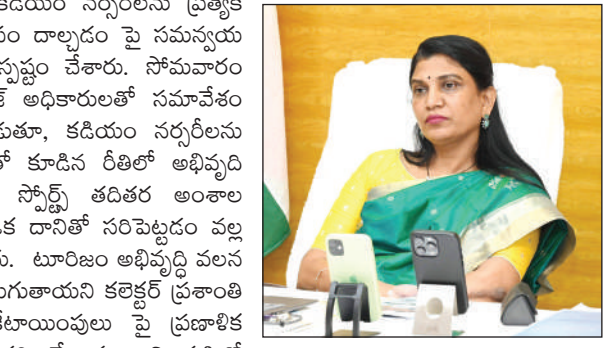 కడియం నర్సరీలను ప్రత్యేక
దాల్చడం పై సమన్వయ
స్పష్టం చేశారు. సోమవారం
అధికారులతో సమావేశం
కడియం నర్సరీలను
కూడిన రీతిలో అభివృది
స్పోర్ట్స్ తదితర అంశాల
దానితో సరిపెట్టడం వల్ల
టూరిజం అభివృద్ధి వలన
కలెక్టర్ ప్రశాంతి
పై ప్రణాళిక